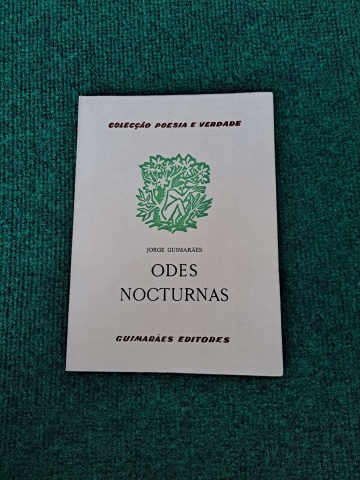 COLECÇÃO POESIA E VERDADE
JORGE GUIMARÃES
ODES
NOCTURNAS
GUIMARÃES EDITORES